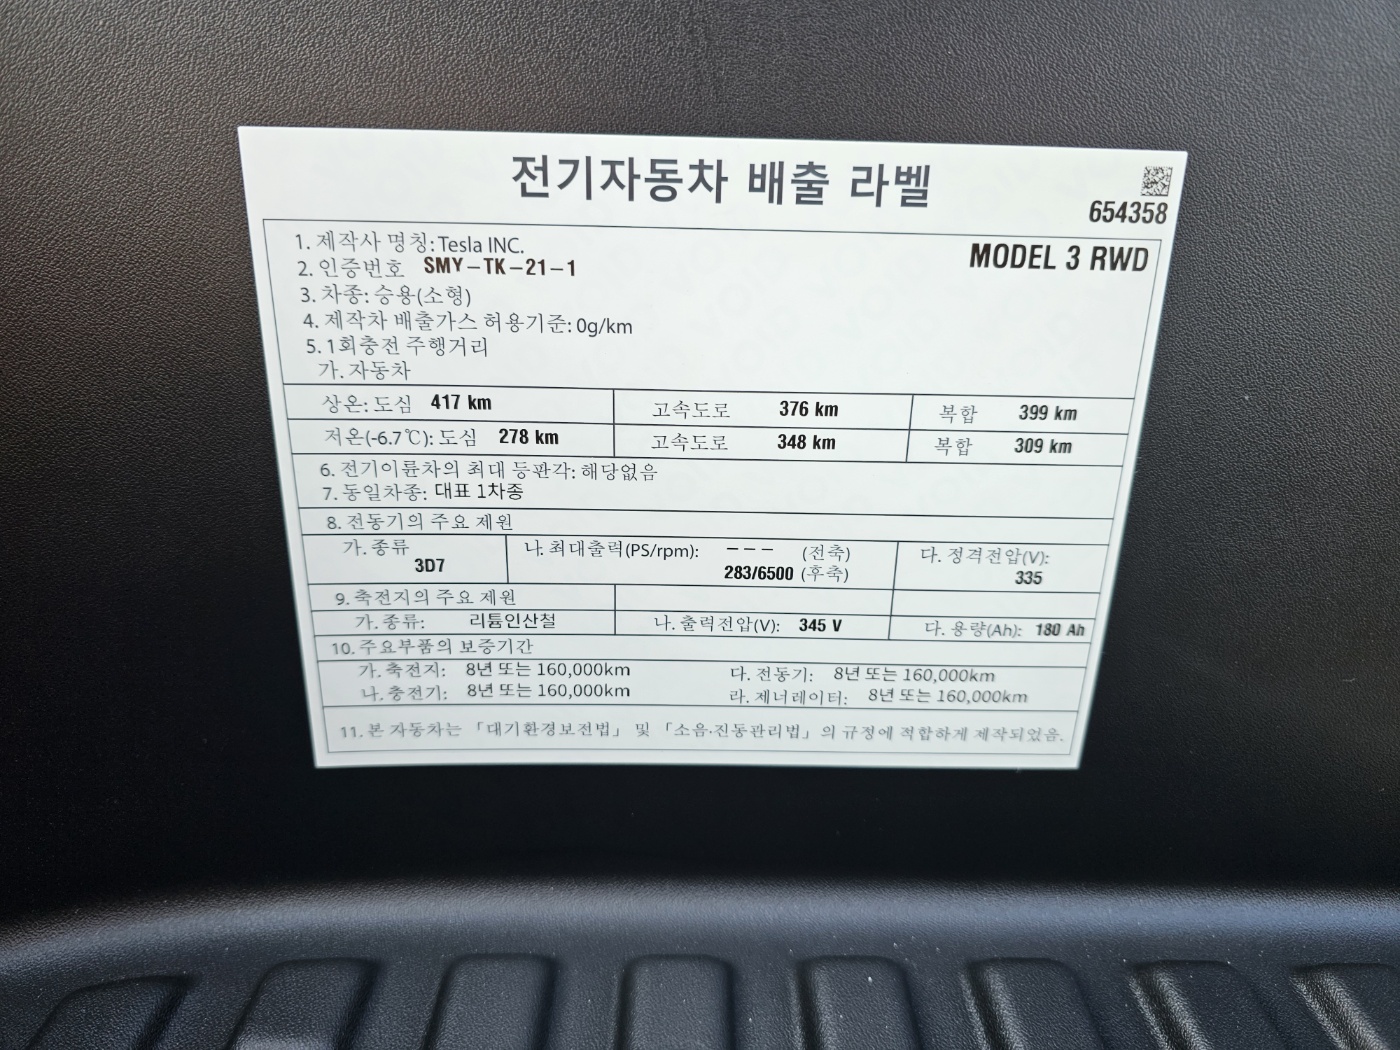 전기자동차 배출 라벨
654358
MODEL 3 RWD
1. 제작사 명칭: Tesla INC.
2. 인증번호 SMY-TK-21-1
3. 차종: 승용(소형)
4. 제작차 배출가스 허용기준: 0g/km
5. 1회충전 주행거리
가. 자동차
상온: 도심 417 km 고속도로 376 km 복합 399 km
저온(-6.7℃): 도심 278 km 고속도로 348 km 복합 309 km
6. 전기이륜차의 최대 등판각: 해당없음
7. 동일차종: 대표 1차종
8. 전동기의 주요 제원
가. 종류 나. 최대출력(PS/rpm): --- (전축) 다. 정격전압(V):
3D7 283/6500 (후축) 335
9. 축전지의 주요 제원
가. 종류: 리튬인산철 나. 출력전압(V): 345 V 다. 용량(Ah): 180 Ah
10. 주요부품의 보증기간
가. 축전지: 8년 또는 160,000km 다. 전동기: 8년 또는 160,000km
나. 충전기: 8년 또는 160,000km 라. 제너레이터: 8년 또는 160,000km
11. 본 자동차는 「대기환경보전법」 및 「소음·진동관리법」의 규정에 적합하게 제작되었음.